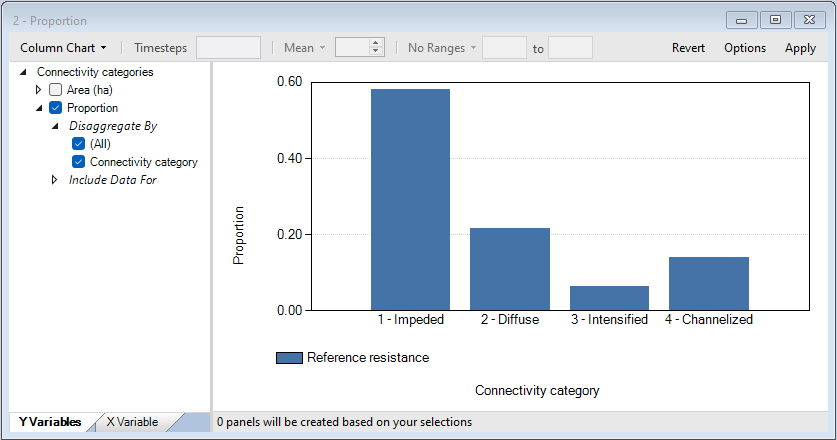 2 - Proportion
Column Chart Timesteps Mean No Ranges to Revert Options Apply
Connectivity categories
Area (ha)
Proportion
Disaggregate By
(All)
Connectivity category
Include Data For
Proportion
0.60
0.40
0.20
0.00
1 - Impeded 2 - Diffuse 3 - Intensified 4 - Channelized
Reference resistance
Connectivity category
Y Variables X Variable
0 panels will be created based on your selections